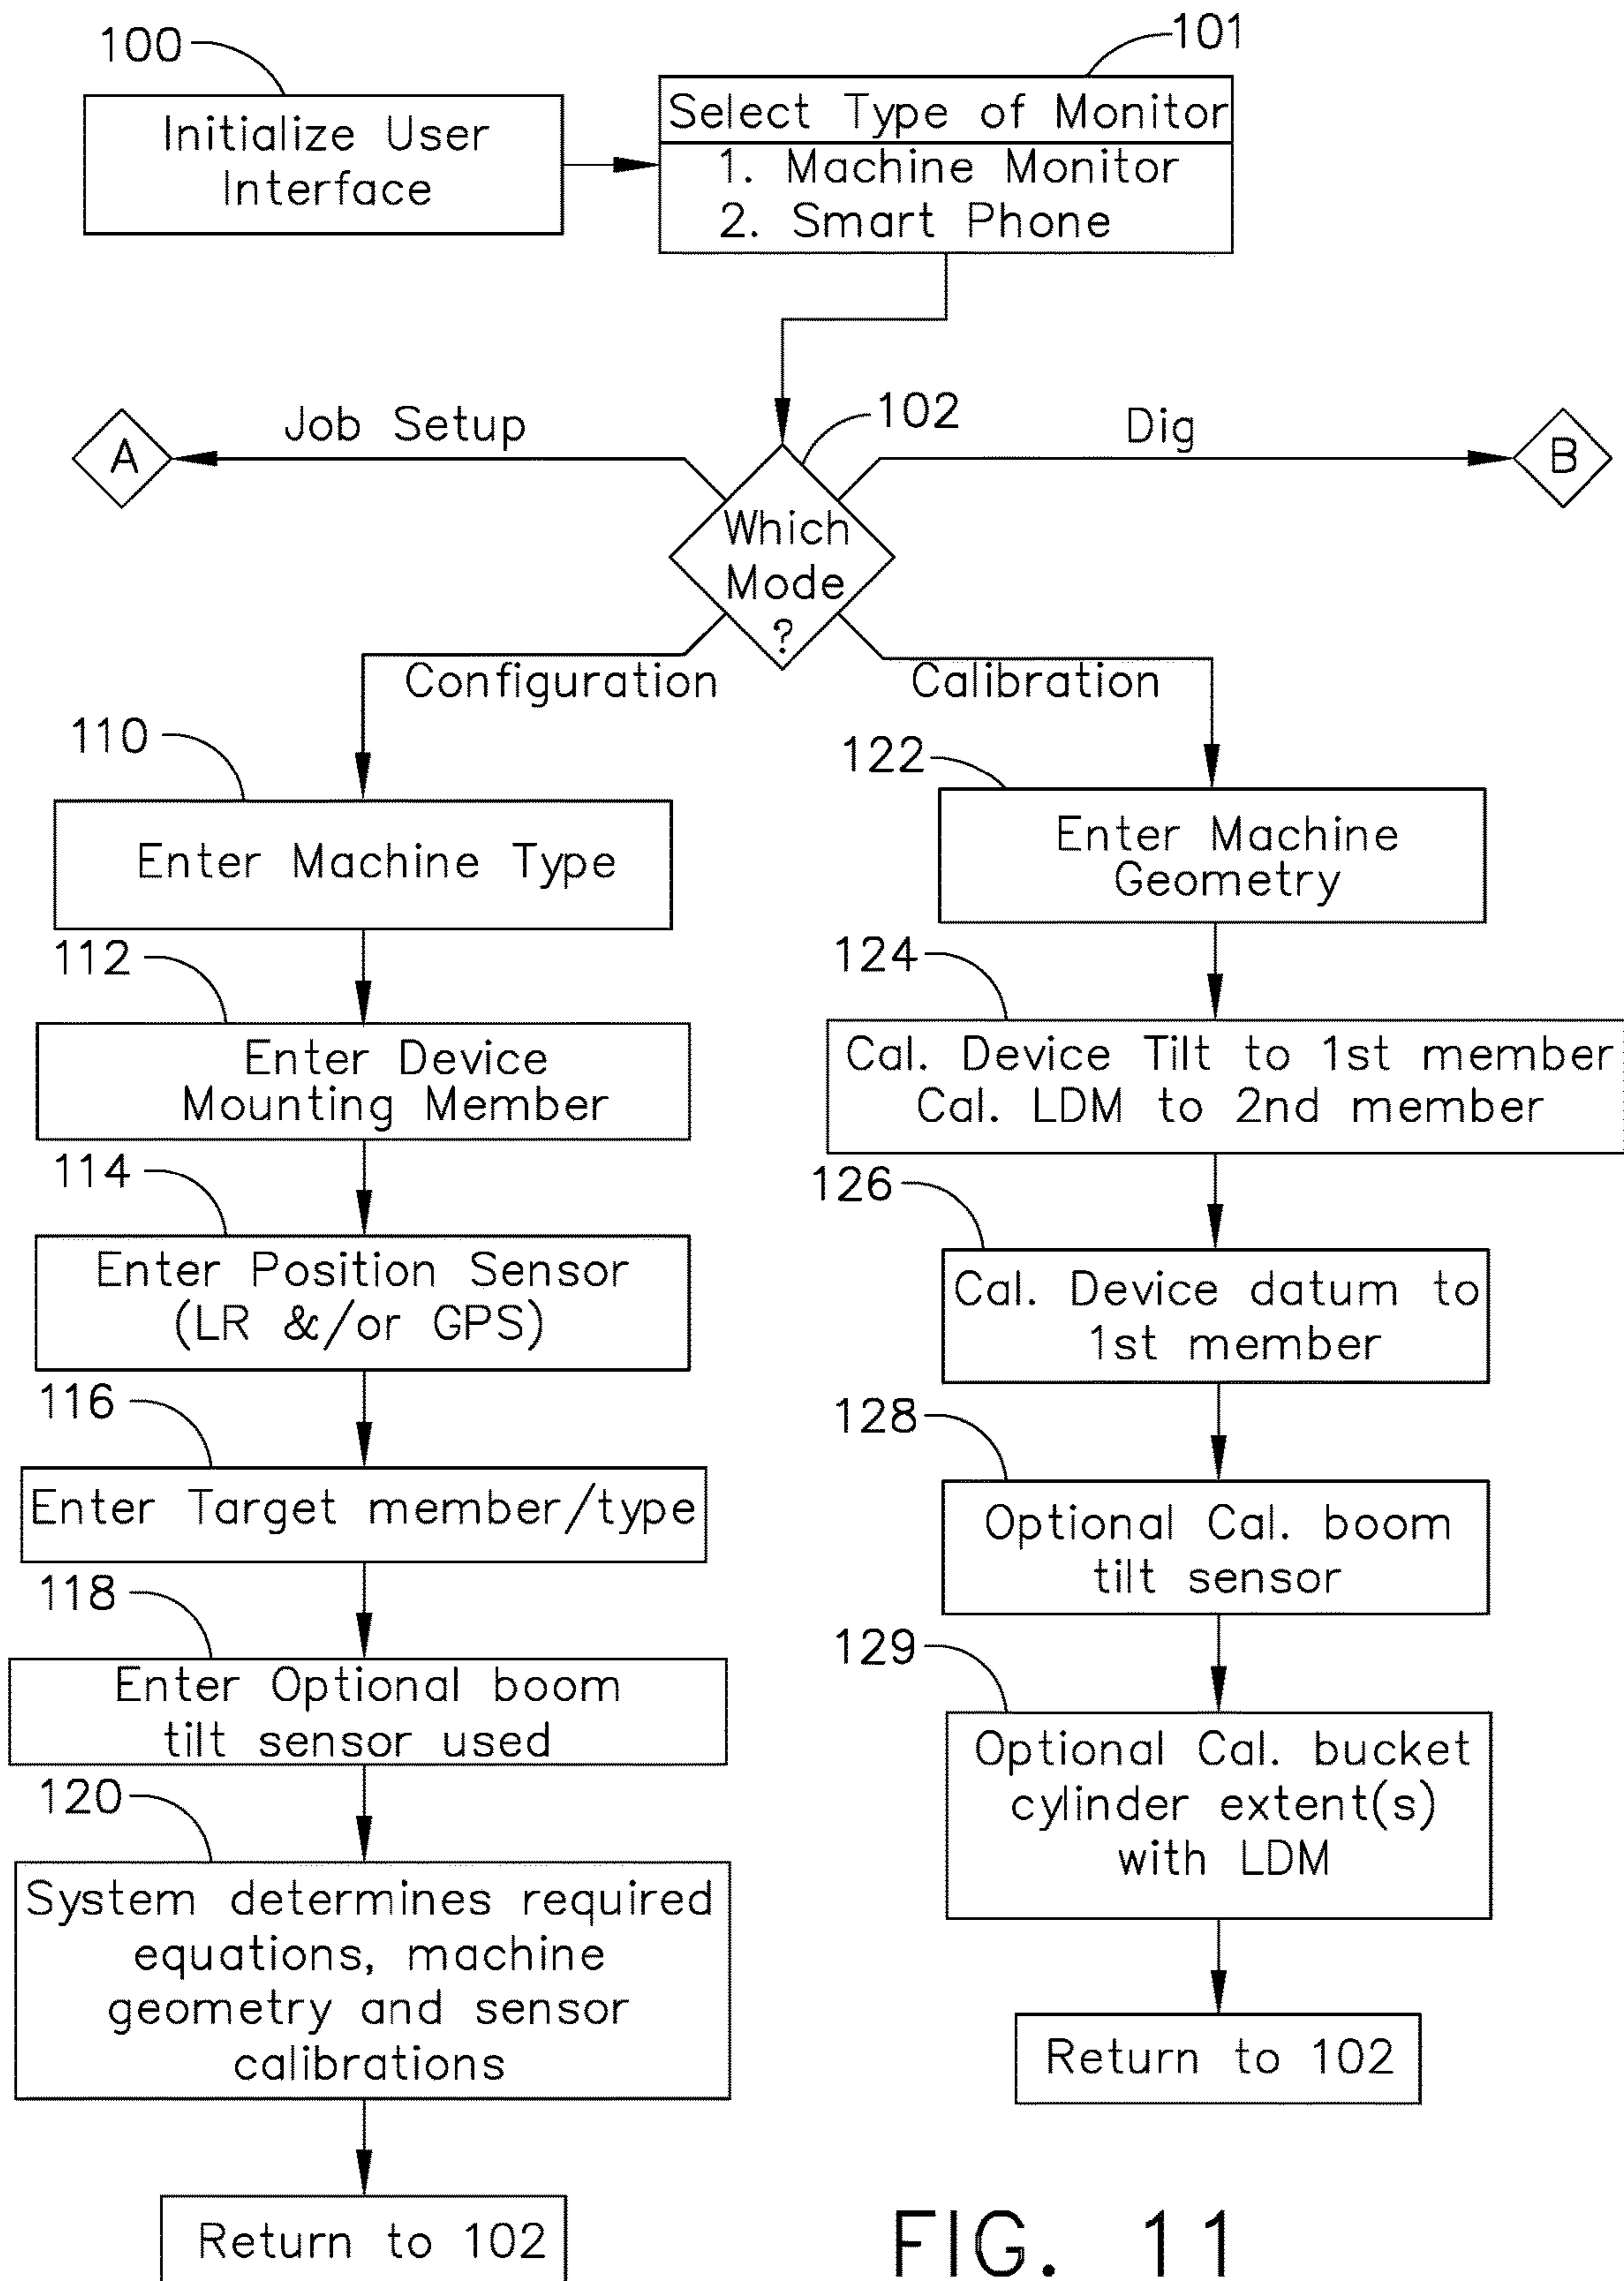 100
Initialize User
Interface
101
Select Type of Monitor
1. Machine Monitor
2. Smart Phone
102
Job Setup
A
Dig
B
Which
Mode
?
Configuration
Calibration
110
Enter Machine Type
112
Enter Device
Mounting Member
114
Enter Position Sensor
(LR &/or GPS)
116
Enter Target member/type
118
Enter Optional boom
tilt sensor used
120
System determines required
equations, machine
geometry and sensor
calibrations
Return to 102
122
Enter Machine
Geometry
124
Cal. Device Tilt to 1st member
Cal. LDM to 2nd member
126
Cal. Device datum to
1st member
128
Optional Cal. boom
tilt sensor
129
Optional Cal. bucket
cylinder extent(s)
with LDM
Return to 102
FIG. 11